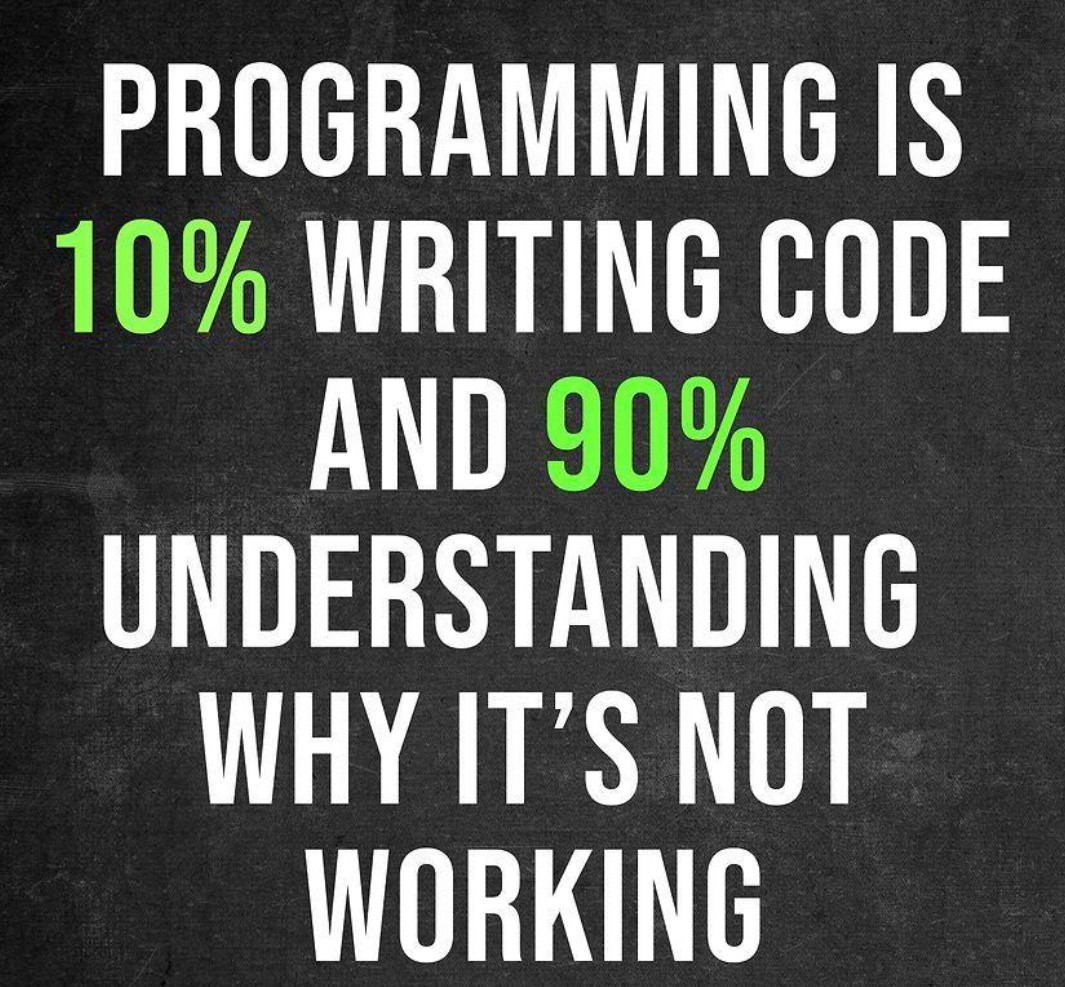 PROGRAMMING IS
10% WRITING CODE
AND 90%
UNDERSTANDING
WHY IT’S NOT
WORKING